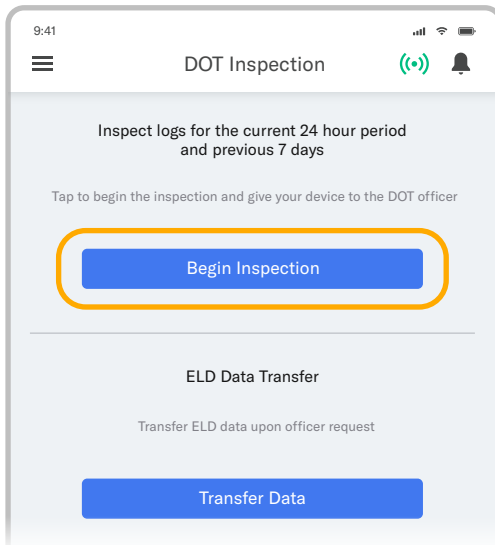 9:41
DOT Inspection
Inspect logs for the current 24 hour period
and previous 7 days
Tap to begin the inspection and give your device to the DOT officer
Begin Inspection
ELD Data Transfer
Transfer ELD data upon officer request
Transfer Data